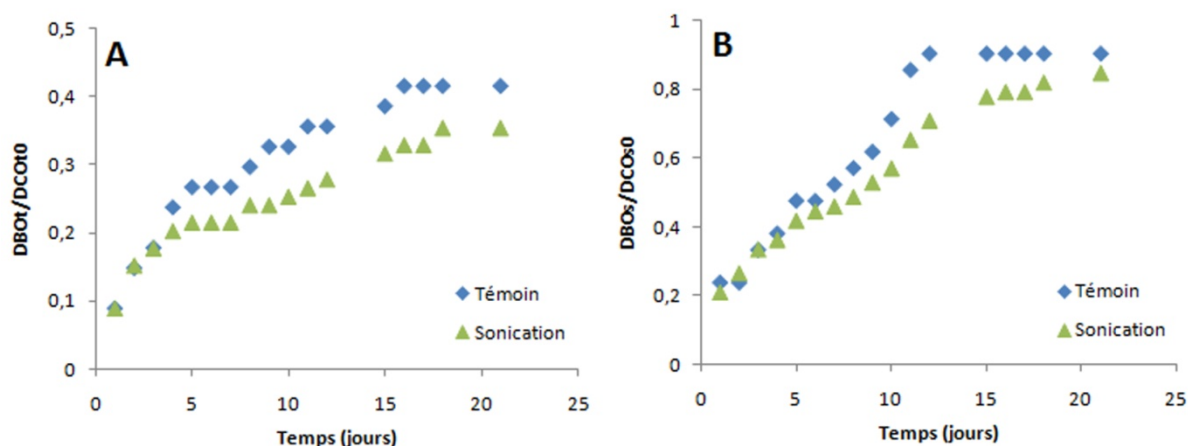 A
DBOt/DCOt0
0,5
0,4
0,3
0,2
0,1
0
0 5 10 15 20 25
Temps (jours)
Témoin
Sonication
B
DBOs/DCOs0
1
0,8
0,6
0,4
0,2
0
0 5 10 15 20 25
Temps (jours)
Témoin
Sonication